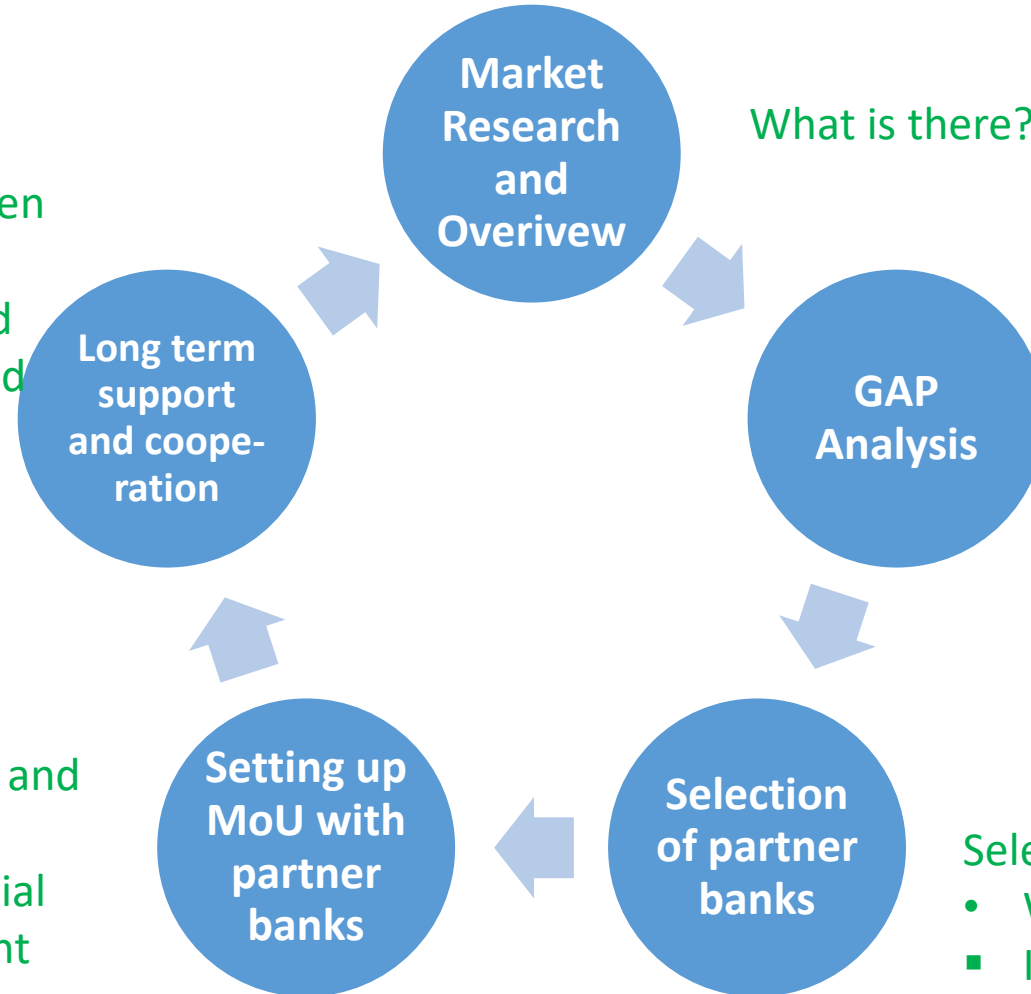 Market
Research
and
Overivew
What is there?
GAP
Analysis
Selection
of partner
banks
•
▪
Setting up
MoU with
partner
banks
and
Long term
support
and coope-
ration